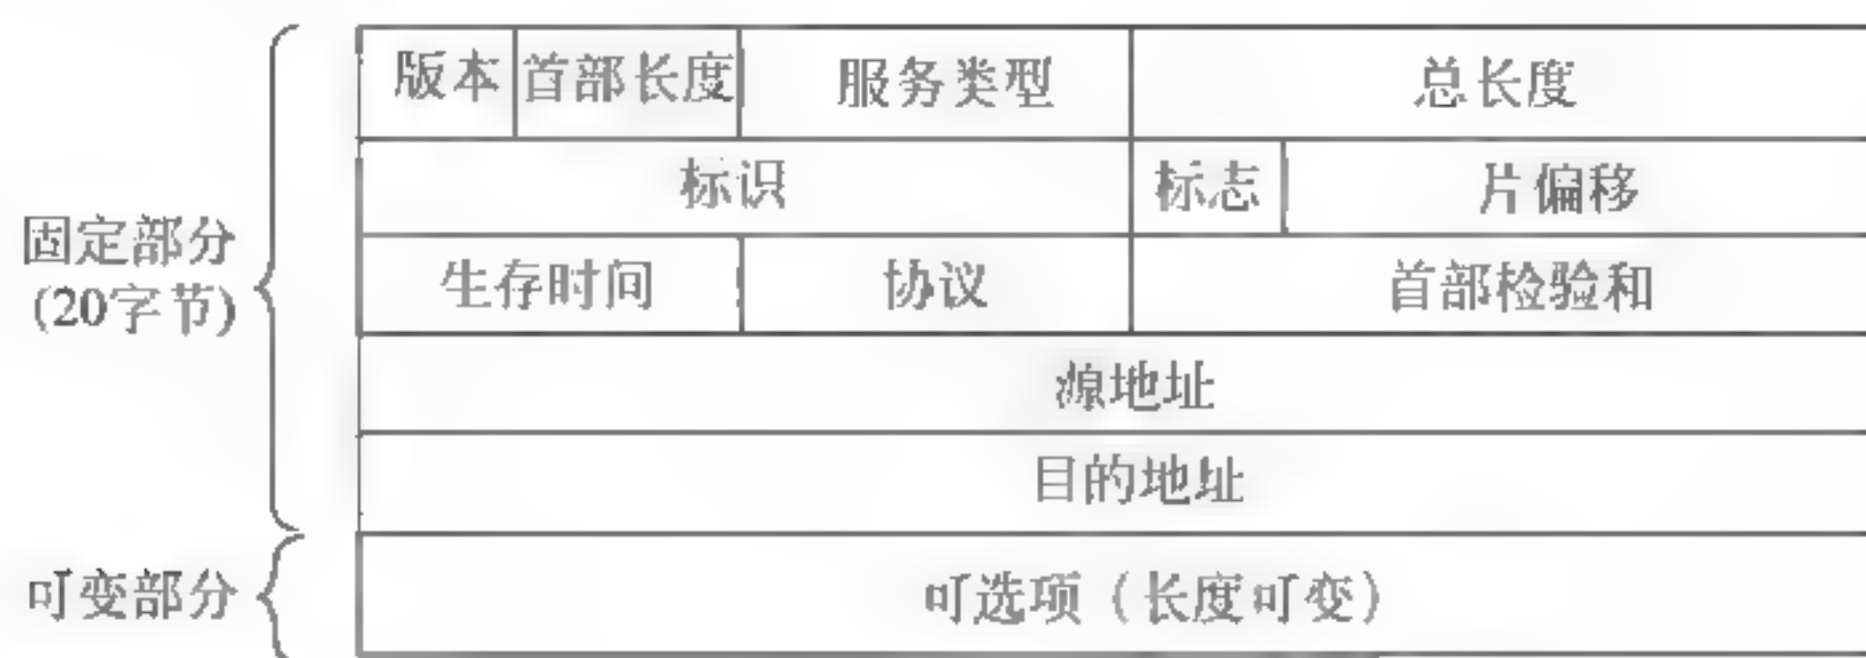 版本 首部长度 服务类型 总长度
标识 标志 片偏移
固定部分
(20字节)
生存时间 协议 首部检验和
源地址
目的地址
可变部分
可选项（长度可变）